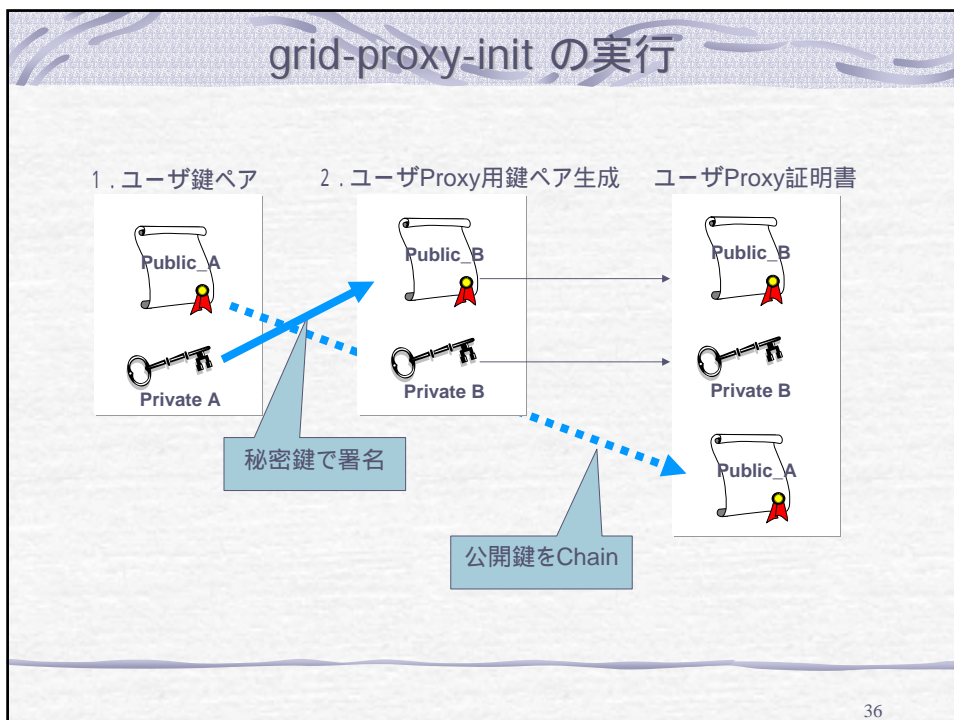 grid-proxy-init の実行
1．ユーザ鍵ペア
2．ユーザProxy用鍵ペア生成
ユーザProxy証明書
Public_A
Public_B
Public_B
Private A
Private B
Private B
秘密鍵で署名
Public_A
公開鍵をChain
36